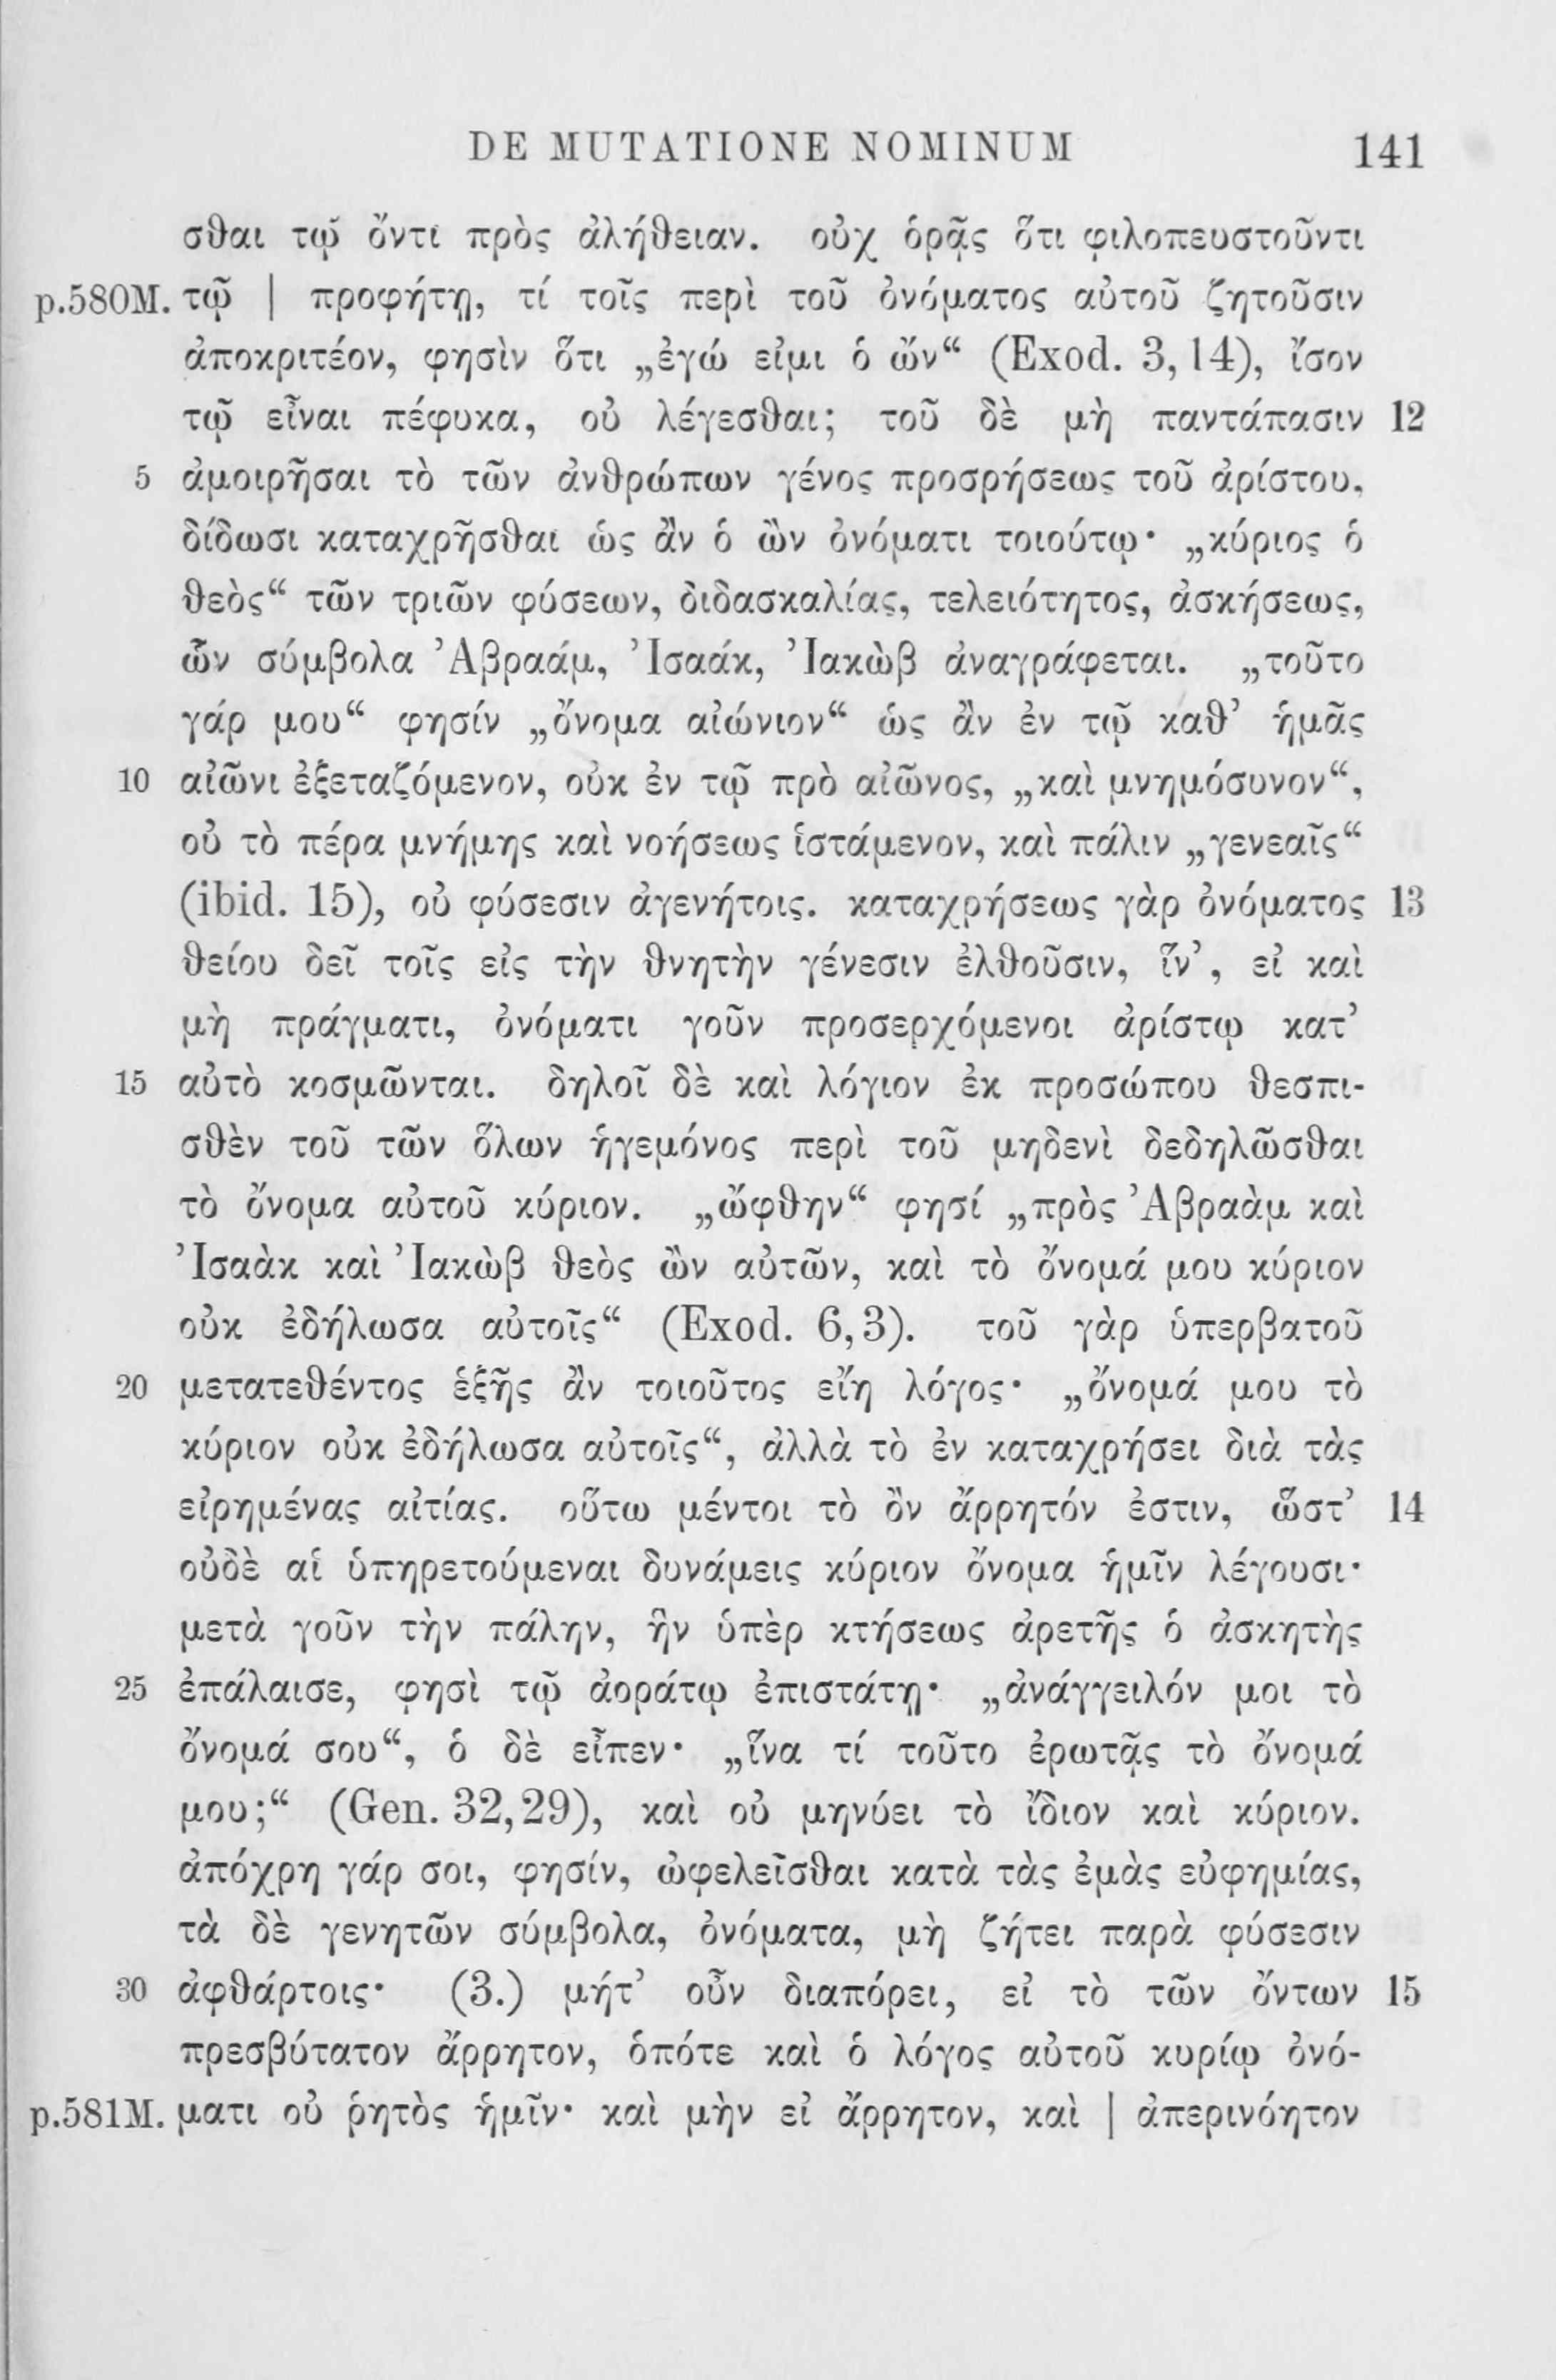 DE MUTATIONE NOMINUM 141
σθαι τῳ ὄντι πρὸς ἀλήθειαν. οὐχ ὁρᾷς ὅτι φιλοπευστοῦντι
p.580M. τῷ | προφήτῃ, τί τοῖς περὶ τοῦ ὀνόματος αὐτοῦ ζητοῦσιν
ἀποκριτέον, φησὶν ὅτι „ἐγώ εἰμι ὁ ὤν“ (Exod. 3, 14), ἴσον
τῷ εἶναι πέφυκα, οὐ λέγεσθαι; τοῦ δὲ μὴ παντάπασιν 12
5 ἀμοιρῆσαι τὸ τῶν ἀνθρώπων γένος προσρήσεως τοῦ ἀρίστου,
δίδωσι καταχρῆσθαι ὡς ἂν ὁ ὢν ὀνόματι τοιούτῳ· „κύριος ὁ
θεὸς“ τῶν τριῶν φύσεων, διδασκαλίας, τελειότητος, ἀσκήσεως,
ὧν σύμβολα Ἀβραάμ, Ἰσαάκ, Ἰακὼβ ἀναγράφεται. „τοῦτο
γάρ μου“ φησίν „ὄνομα αἰώνιον“ ὡς ἂν ἐν τῷ καθ’ ἡμᾶς
10 αἰῶνι ἐξεταζόμενον, οὐκ ἐν τῷ πρὸ αἰῶνος, „καὶ μνημόσυνον“,
οὐ τὸ πέρα μνήμης καὶ νοήσεως ἱστάμενον, καὶ πάλιν „γενεαῖς“
(ibid. 15), οὐ φύσεσιν ἀγενήτοις. καταχρήσεως γὰρ ὀνόματος 13
θείου δεῖ τοῖς εἰς τὴν θνητὴν γένεσιν ἐλθοῦσιν, ἵν’, εἰ καὶ
μὴ πράγματι, ὀνόματι γοῦν προσερχόμενοι ἀρίστῳ κατ’
15 αὐτὸ κοσμῶνται. δηλοῖ δὲ καὶ λόγιον ἐκ προσώπου θεσπι-
σθὲν τοῦ τῶν ὅλων ἡγεμόνος περὶ τοῦ μηδενὶ δεδηλῶσθαι
τὸ ὄνομα αὐτοῦ κύριον. „ὤφθην“ φησί „πρὸς Ἀβραὰμ καὶ
Ἰσαὰκ καὶ Ἰακὼβ θεὸς ὢν αὐτῶν, καὶ τὸ ὄνομά μου κύριον
οὐκ ἐδήλωσα αὐτοῖς“ (Exod. 6,3). τοῦ γὰρ ὑπερβατοῦ
20 μετατεθέντος ἑξῆς ἂν τοιοῦτος εἴη λόγος· „ὄνομά μου τὸ
κύριον οὐκ ἐδήλωσα αὐτοῖς“, ἀλλὰ τὸ ἐν καταχρήσει διὰ τὰς
εἰρημένας αἰτίας. οὕτω μέντοι τὸ ὂν ἄρρητόν ἐστιν, ὥστ’ 14
οὐδὲ αἱ ὑπηρετούμεναι δυνάμεις κύριον ὄνομα ἡμῖν λέγουσι·
μετὰ γοῦν τὴν πάλην, ἣν ὑπὲρ κτήσεως ἀρετῆς ὁ ἀσκητὴς
25 ἐπάλαισε, φησὶ τῷ ἀοράτῳ ἐπιστάτῃ· „ἀνάγγειλόν μοι τὸ
ὄνομά σου“, ὁ δὲ εἶπεν· „ἵνα τί τοῦτο ἐρωτᾷς τὸ ὄνομά
μου;“ (Gen. 32,29), καὶ οὐ μηνύει τὸ ἴδιον καὶ κύριον.
ἀπόχρη γάρ σοι, φησίν, ὠφελεῖσθαι κατὰ τὰς ἐμὰς εὐφημίας,
τὰ δὲ γενητῶν σύμβολα, ὀνόματα, μὴ ζήτει παρὰ φύσεσιν
30 ἀφθάρτοις· (3.) μήτ’ οὖν διαπόρει, εἰ τὸ τῶν ὄντων 15
πρεσβύτατον ἄρρητον, ὁπότε καὶ ὁ λόγος αὐτοῦ κυρίῳ ὀνό-
p.581M. ματι οὐ ῥητὸς ἡμῖν· καὶ μὴν εἰ ἄρρητον, καὶ | ἀπερινόητον